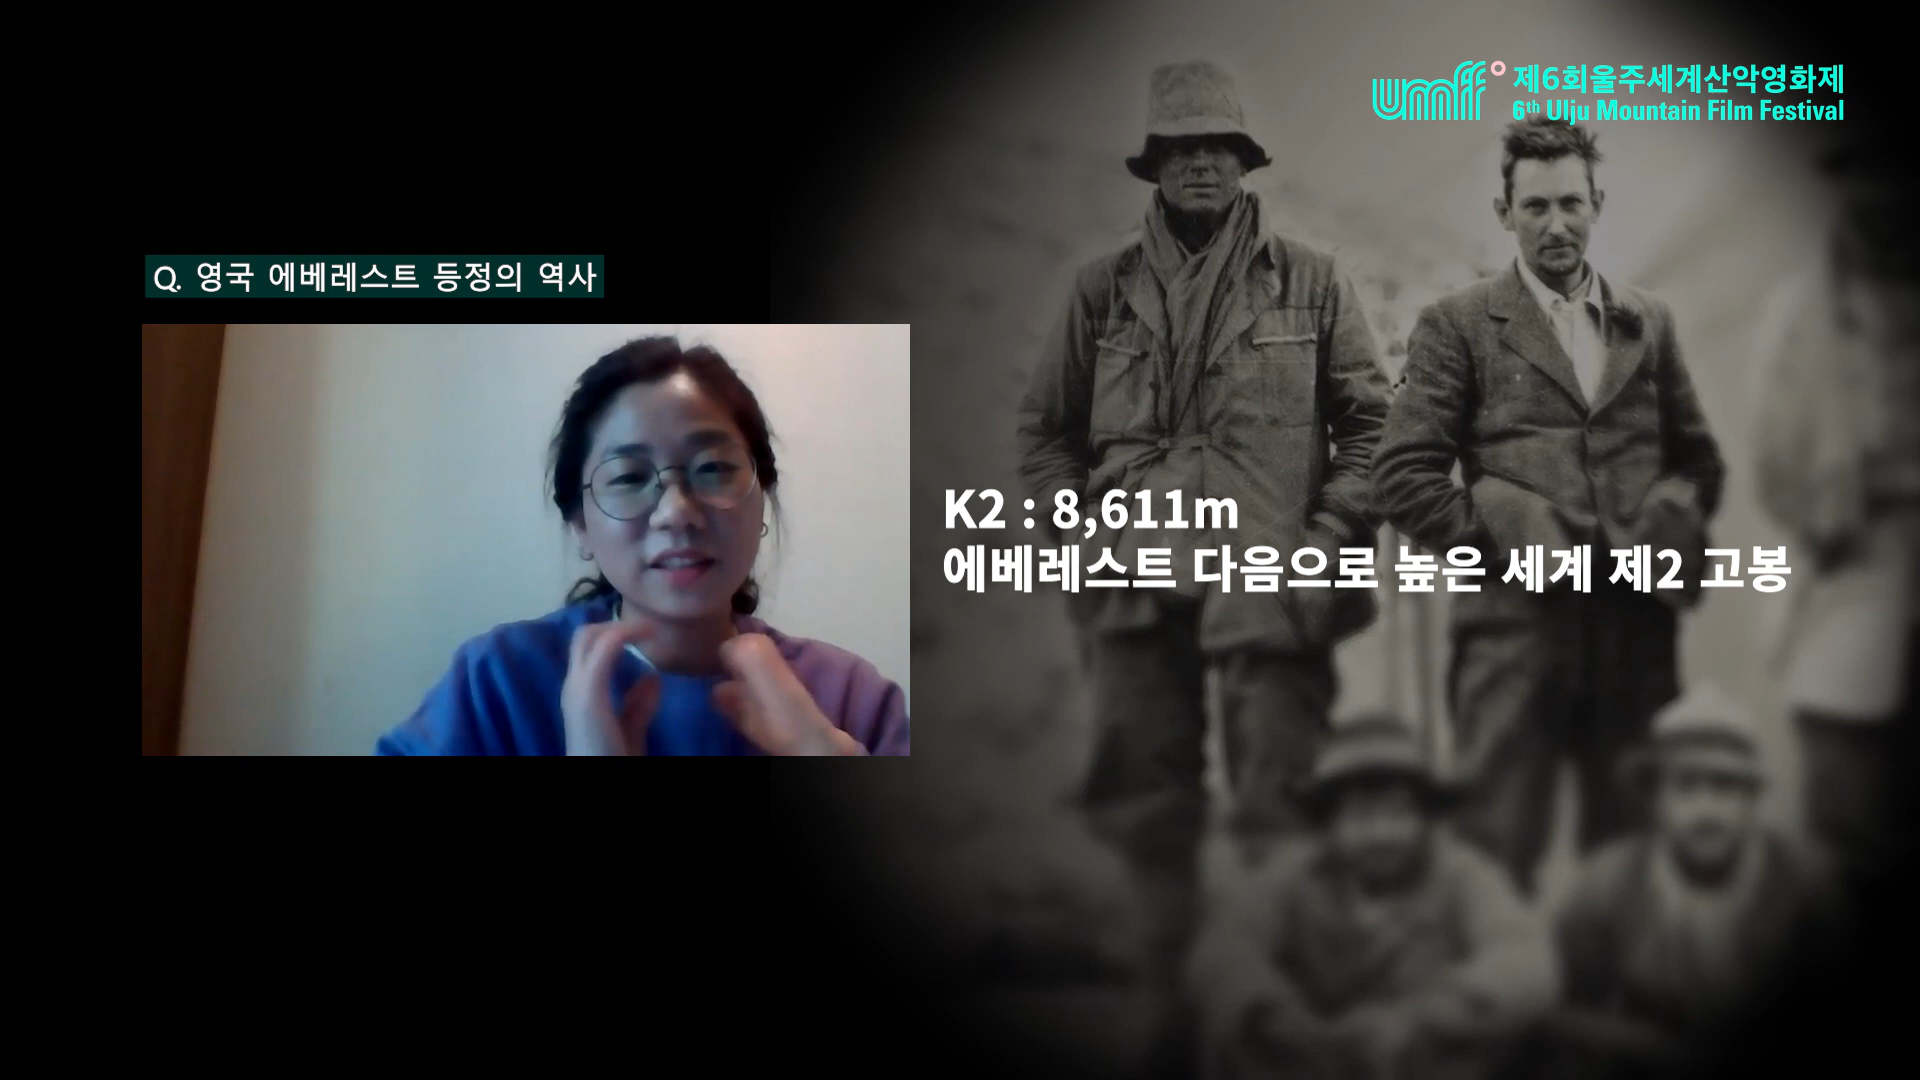 umff 제6회울주세계산악영화제
6th Ulju Mountain Film Festival
Q. 영국 에베레스트 등정의 역사
K2 : 8,611m
에베레스트 다음으로 높은 세계 제2 고봉